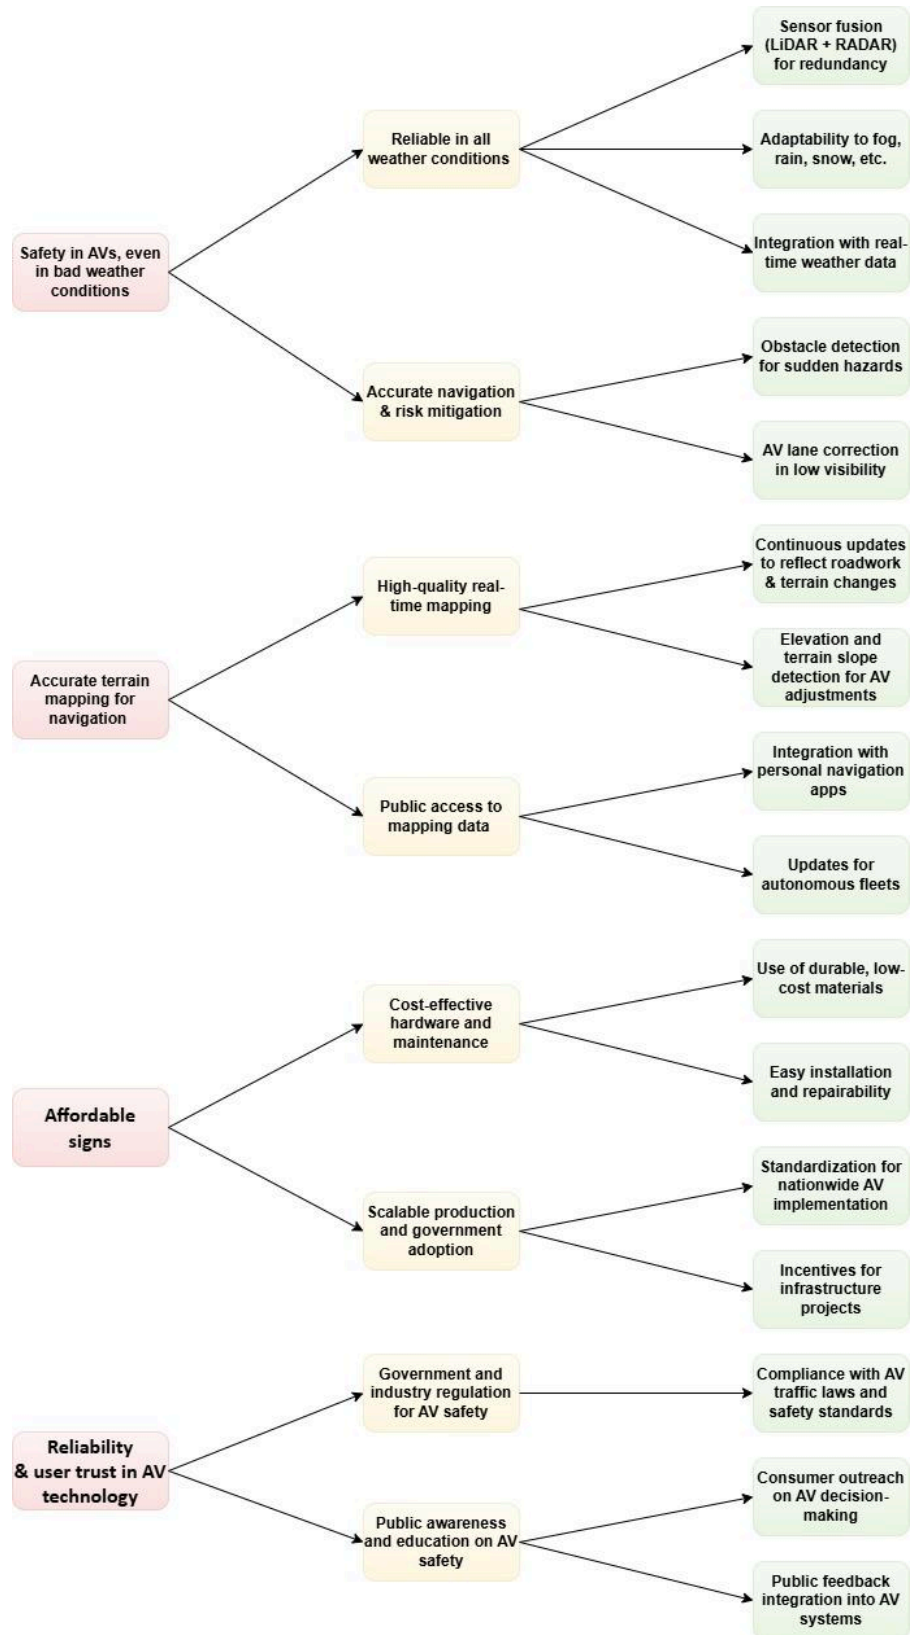 Sensor fusion
(LiDAR + RADAR)
for redundancy
Reliable in all
weather conditions
Adaptability to fog,
rain, snow, etc.
Safety in AVs, even
in bad weather
conditions
Integration with real-
time weather data
Obstacle detection
for sudden hazards
Accurate navigation
& risk mitigation
AV lane correction
in low visibility
Continuous updates
to reflect roadwork
& terrain changes
High-quality real-
time mapping
Elevation and
terrain slope
detection for AV
adjustments
Accurate terrain
mapping for
navigation
Integration with
personal navigation
apps
Public access to
mapping data
Updates for
autonomous fleets
Use of durable, low-
cost materials
Cost-effective
hardware and
maintenance
Easy installation
and repairability
Affordable
signs
Standardization for
nationwide AV
implementation
Scalable production
and government
adoption
Incentives for
infrastructure
projects
Government and
industry regulation
for AV safety
Compliance with AV
traffic laws and
safety standards
Reliability
& user trust in AV
technology
Consumer outreach
on AV decision-
making
Public awareness
and education on AV
safety
Public feedback
integration into AV
systems